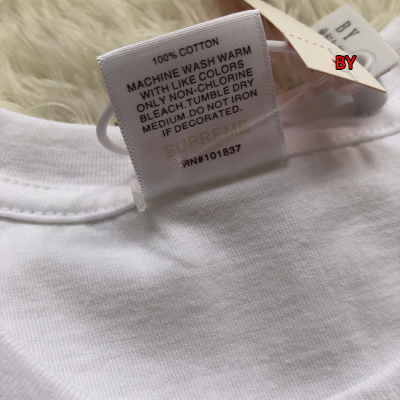 100% COTTON
MACHINE WASH WARM
WITH LIKE COLORS
ONLY NON-CHLORINE
BLEACH. TUMBLE DRY
MEDIUM. DO NOT IRON
IF DECORATED.
SUPREME
RN#101837
BY
BY